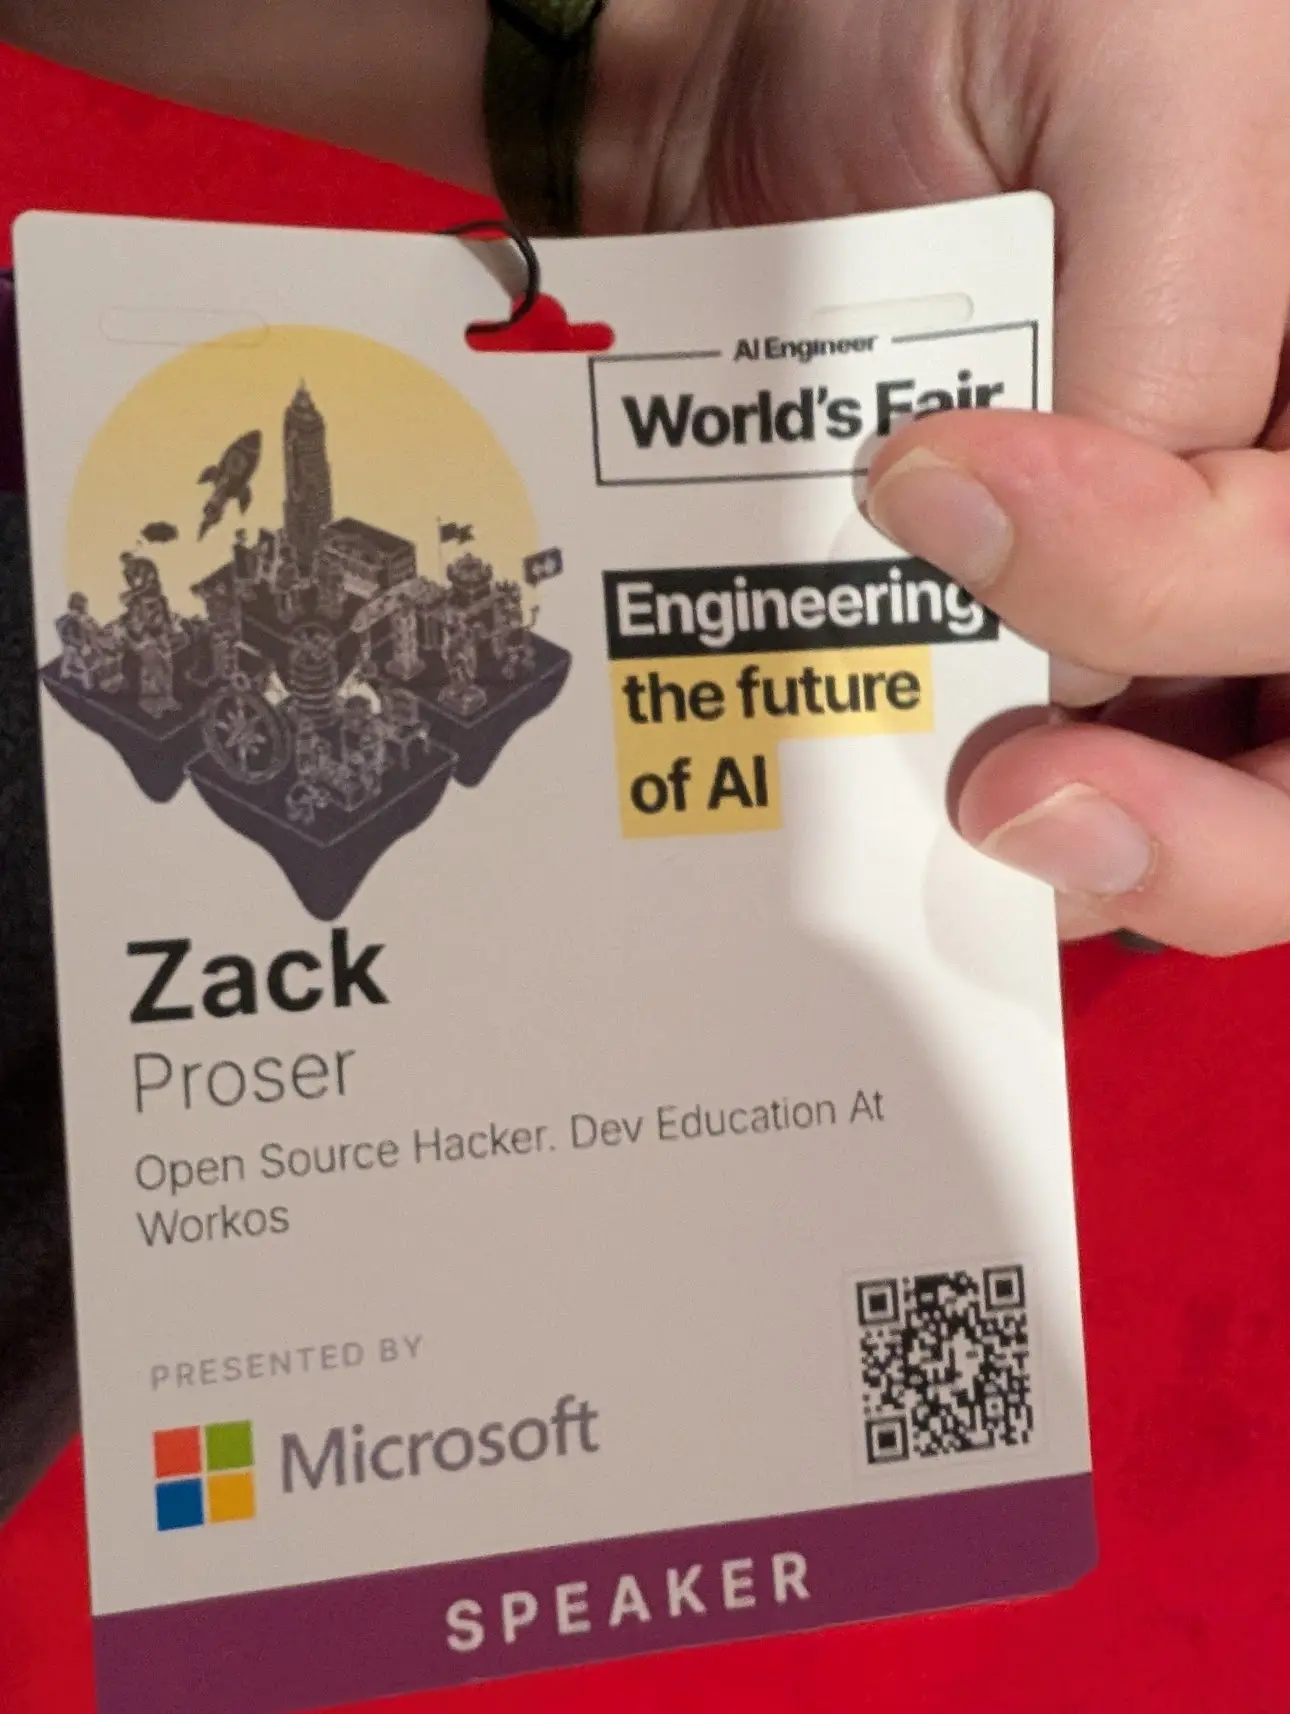 AI Engineer
World's Fair
Engineering
the future
of AI
Zack
Proser
Open Source Hacker. Dev Education At
Workos
PRESENTED BY
Microsoft
SPEAKER